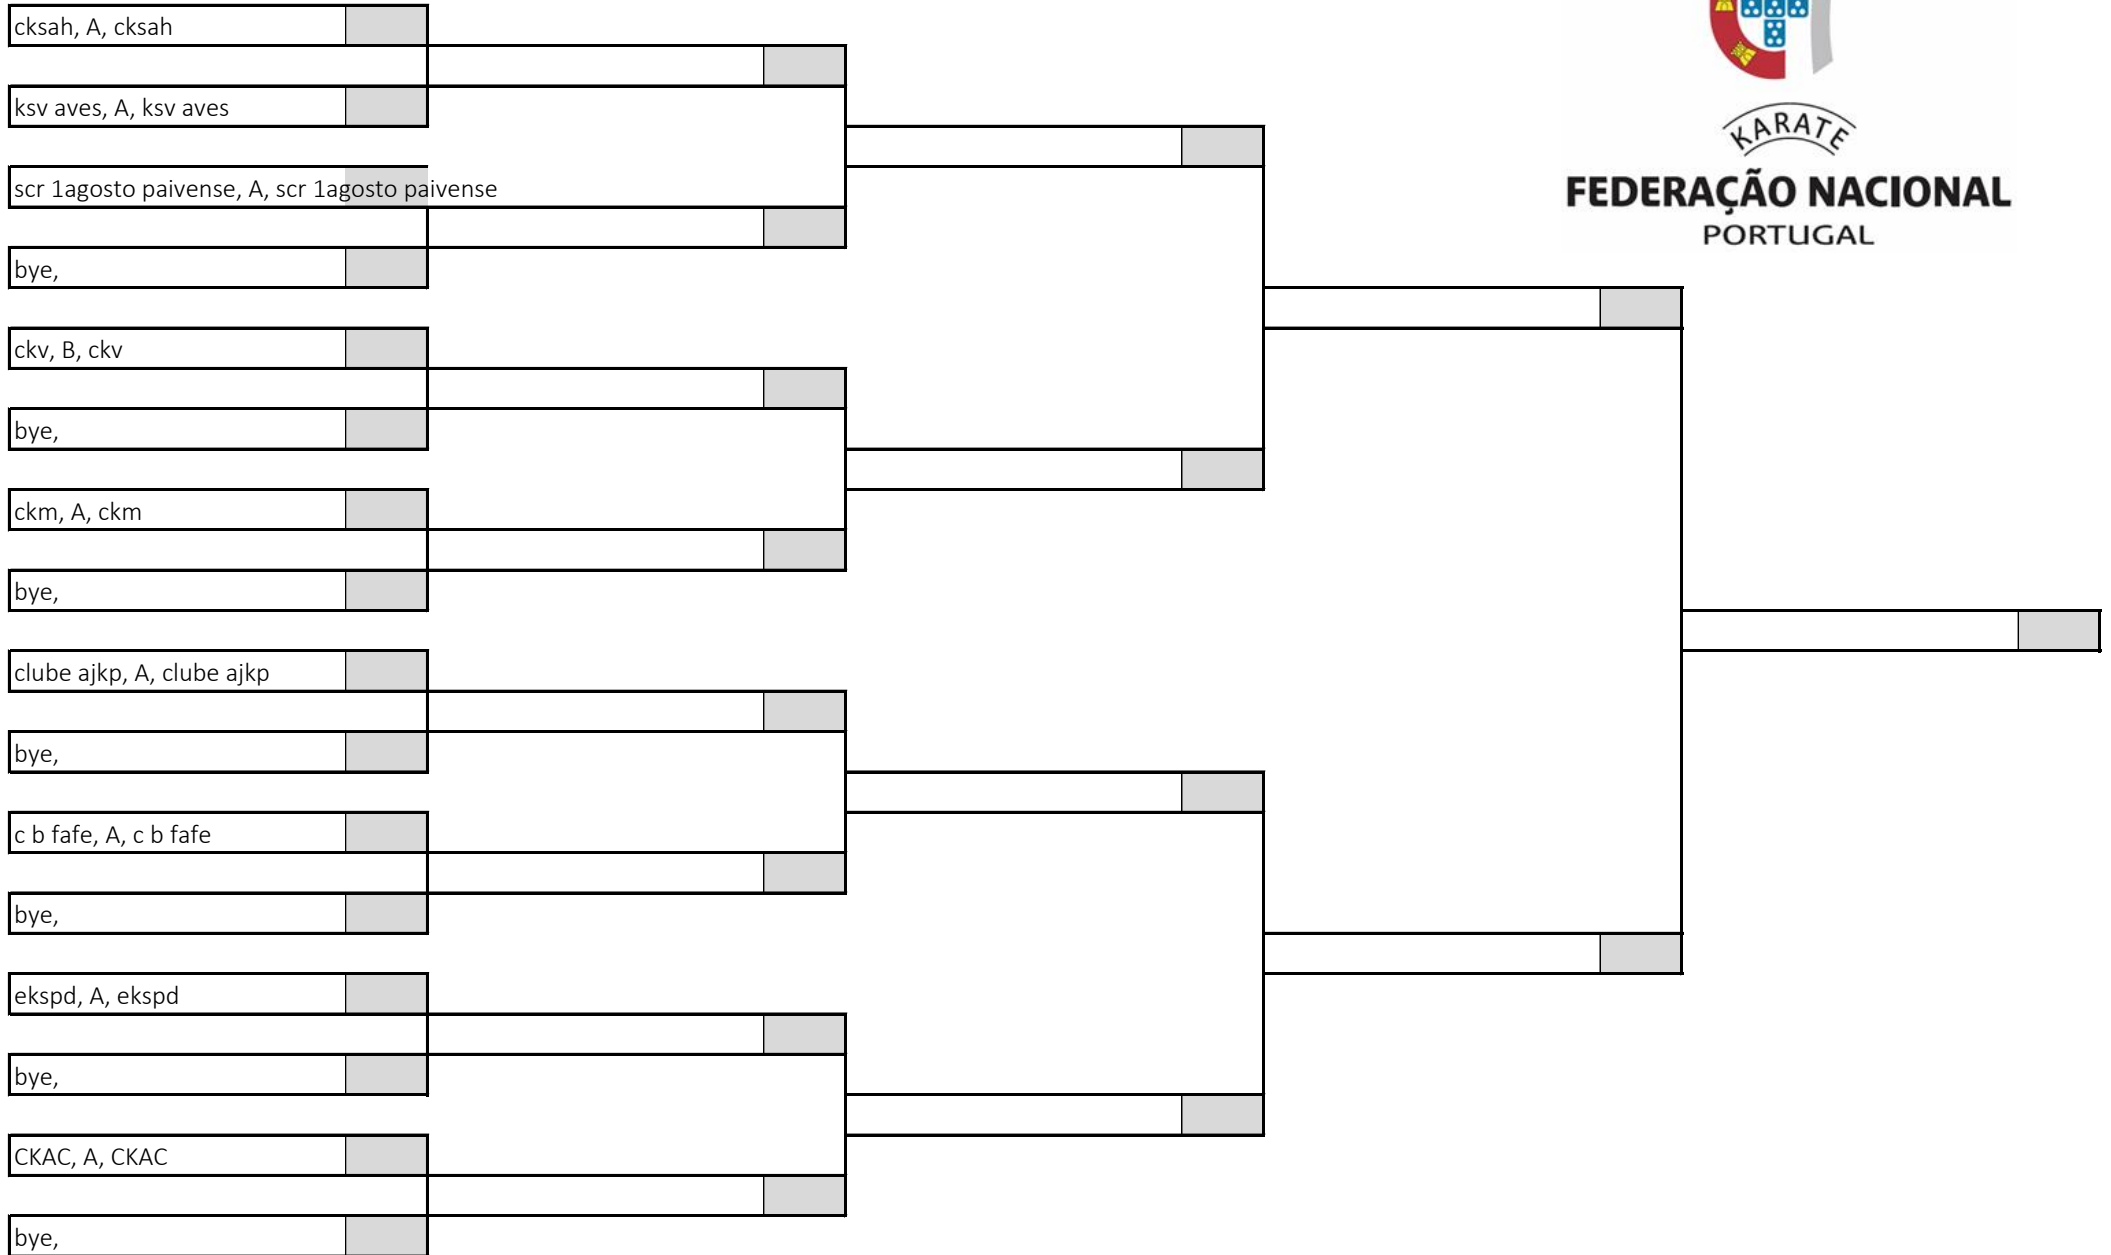 cksah, A, cksah
ksv aves, A, ksv aves
KARATE
scr 1agosto paivense, A, scr 1agosto paivense
FEDERAÇÃO NACIONAL
PORTUGAL
bye,
ckv, B, ckv
bye,
ckm, A, ckm
bye,
clube ajkp, A, clube ajkp
bye,
c b fafe, A, c b fafe
bye,
ekspd, A, ekspd
bye,
CKAC, A, CKAC
bye,